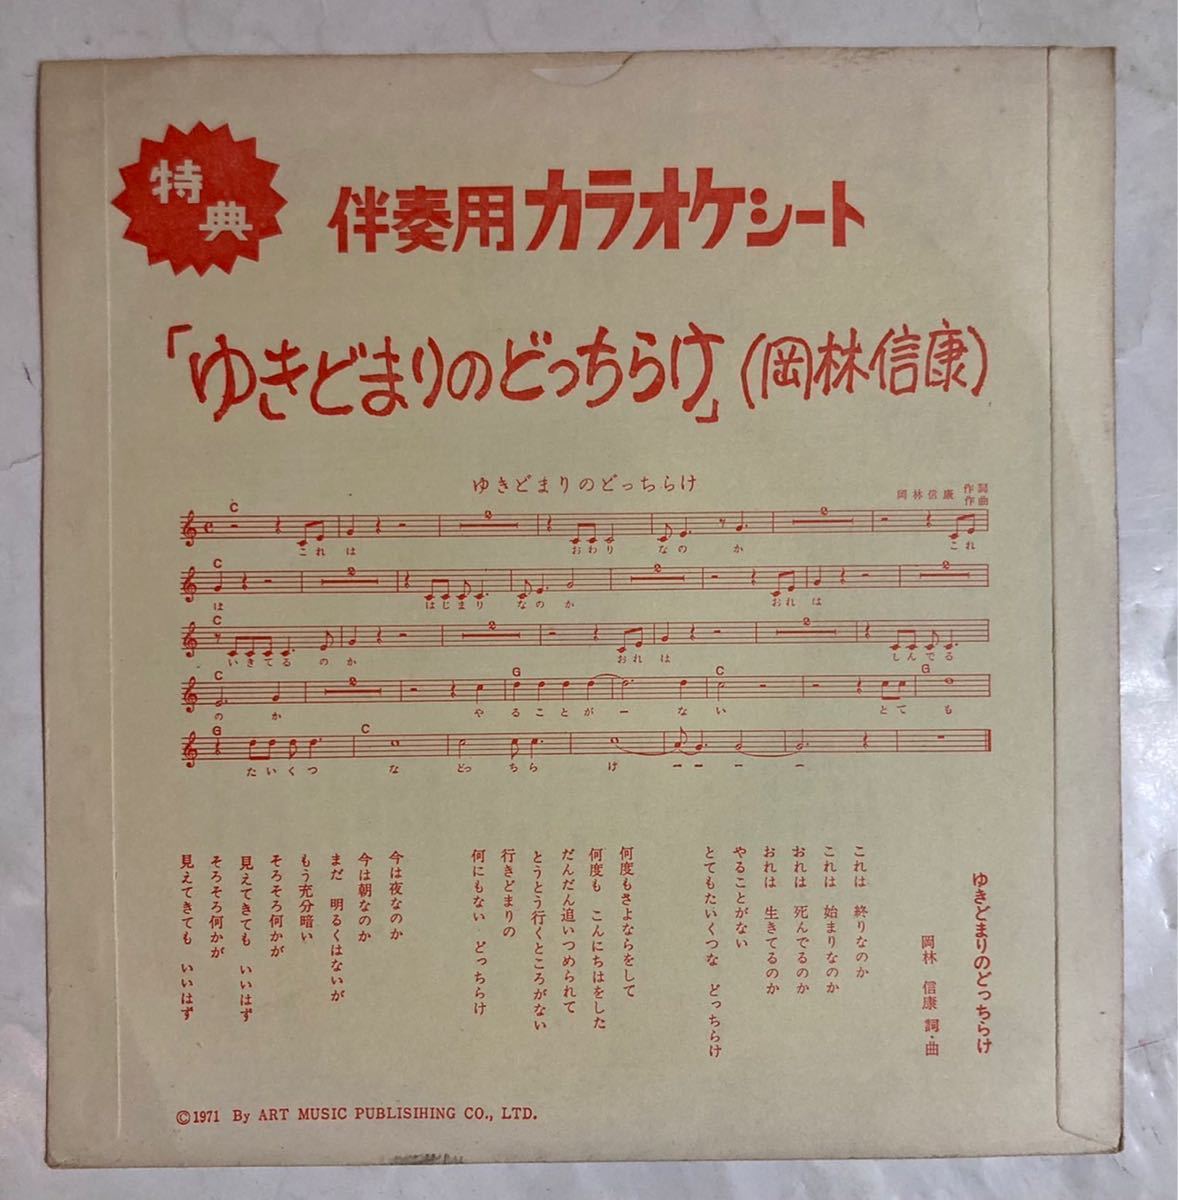 特典
伴奏用カラオケシート
「ゆきどまりのどっちらけ」(岡林信康)
ゆきどまりのどっちらけ
岡林信康 作詞 作曲
C
2 2
これ は おわり なのか これ
C
2 2
は はじまり なのか おれは
C
2 2
いきてる のか おれは しんでる
C 2 G C G
のか やることがーない とても
G C
たいくつ な どっちら けーーーー
ゆきどまりのどっちらけ
岡林 信康 詞・曲
これは 終りなのか
これは 始まりなのか
おれは 死んでるのか
おれは 生きてるのか
やることがない
とてもたいくつな どっちらけ
何度もさよならをして
何度も こんにちはをした
だんだん追いつめられて
とうとう行くところがない
行きどまりの
何にもない どっちらけ
今は夜なのか
今は朝なのか
まだ 明るくはないが
もう充分暗い
そろそろ何かが
見えてきても いいはず
そろそろ何かが
見えてきても いいはず
©1971 By ART MUSIC PUBLISIHING CO., LTD.